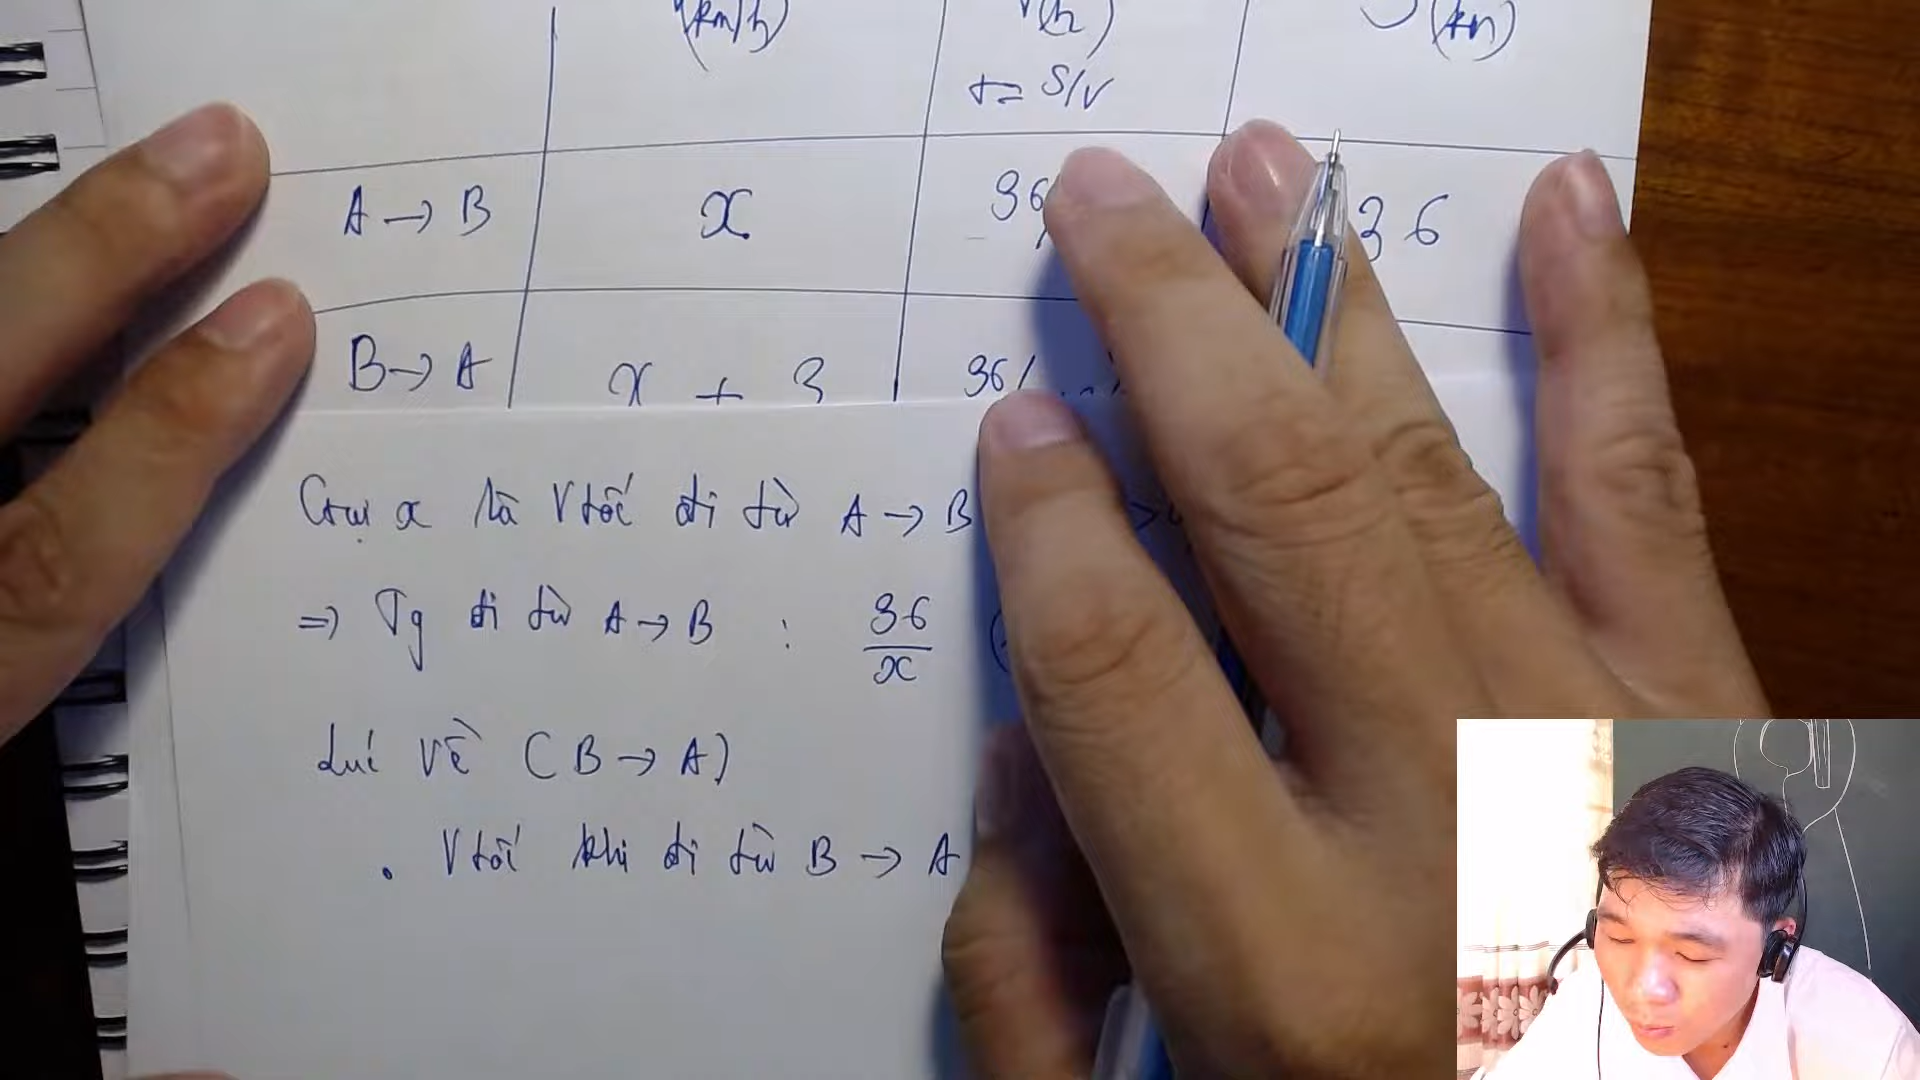 (km/h) (h) (km)
t = S/v
A → B x 36 36
B → A x + 3 36/
Gọi x là Vtốc đi từ A → B
=> Tg đi từ A → B : 36/x
Lúc về (B → A)
. Vtốc khi đi từ B → A